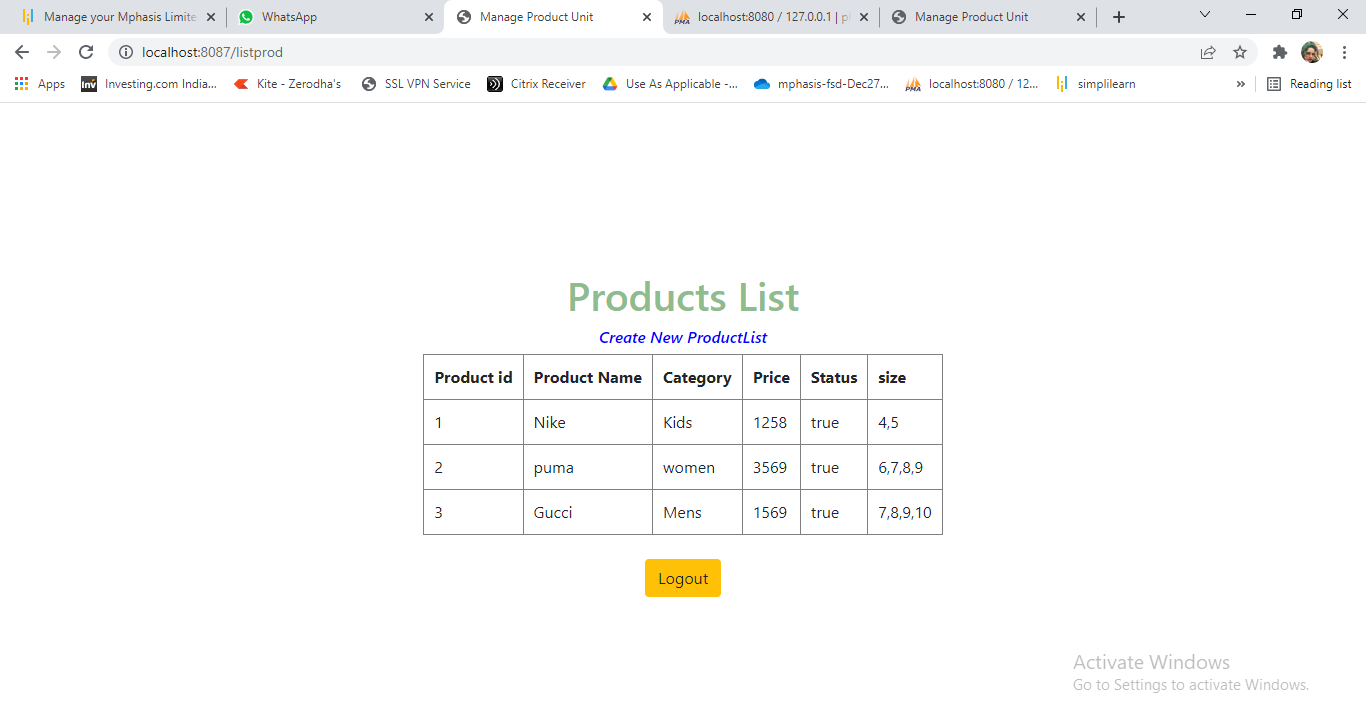 Manage your Mphasis Limite
WhatsApp
Manage Product Unit
localhost:8080 / 127.0.0.1 | p
Manage Product Unit
localhost:8087/listprod
Apps
Inv
Investing.com India...
Kite - Zerodha's
SSL VPN Service
Citrix Receiver
Use As Applicable -...
mphasis-fsd-Dec27...
PMA
localhost:8080 / 12...
simplilearn
»
Reading list
Products List
Create New ProductList
Product id Product Name Category Price Status size
1 Nike Kids 1258 true 4,5
2 puma women 3569 true 6,7,8,9
3 Gucci Mens 1569 true 7,8,9,10
Logout
Activate Windows
Go to Settings to activate Windows.